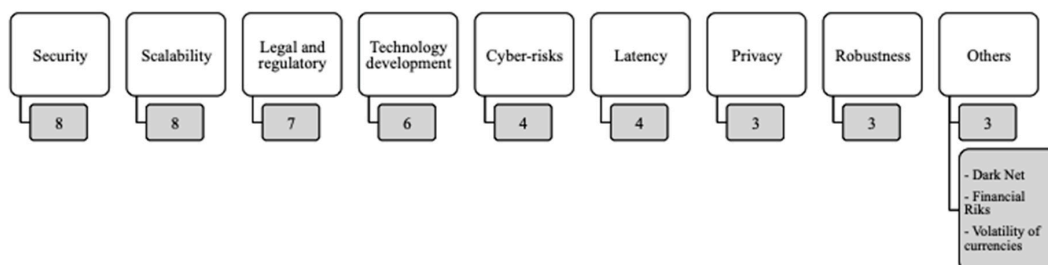 Security
Scalability
Legal and
regulatory
Technology
development
Cyber-risks
Latency
Privacy
Robustness
Others
8
8
7
6
4
4
3
3
3
- Dark Net
- Financial
Riks
- Volatility of
currencies